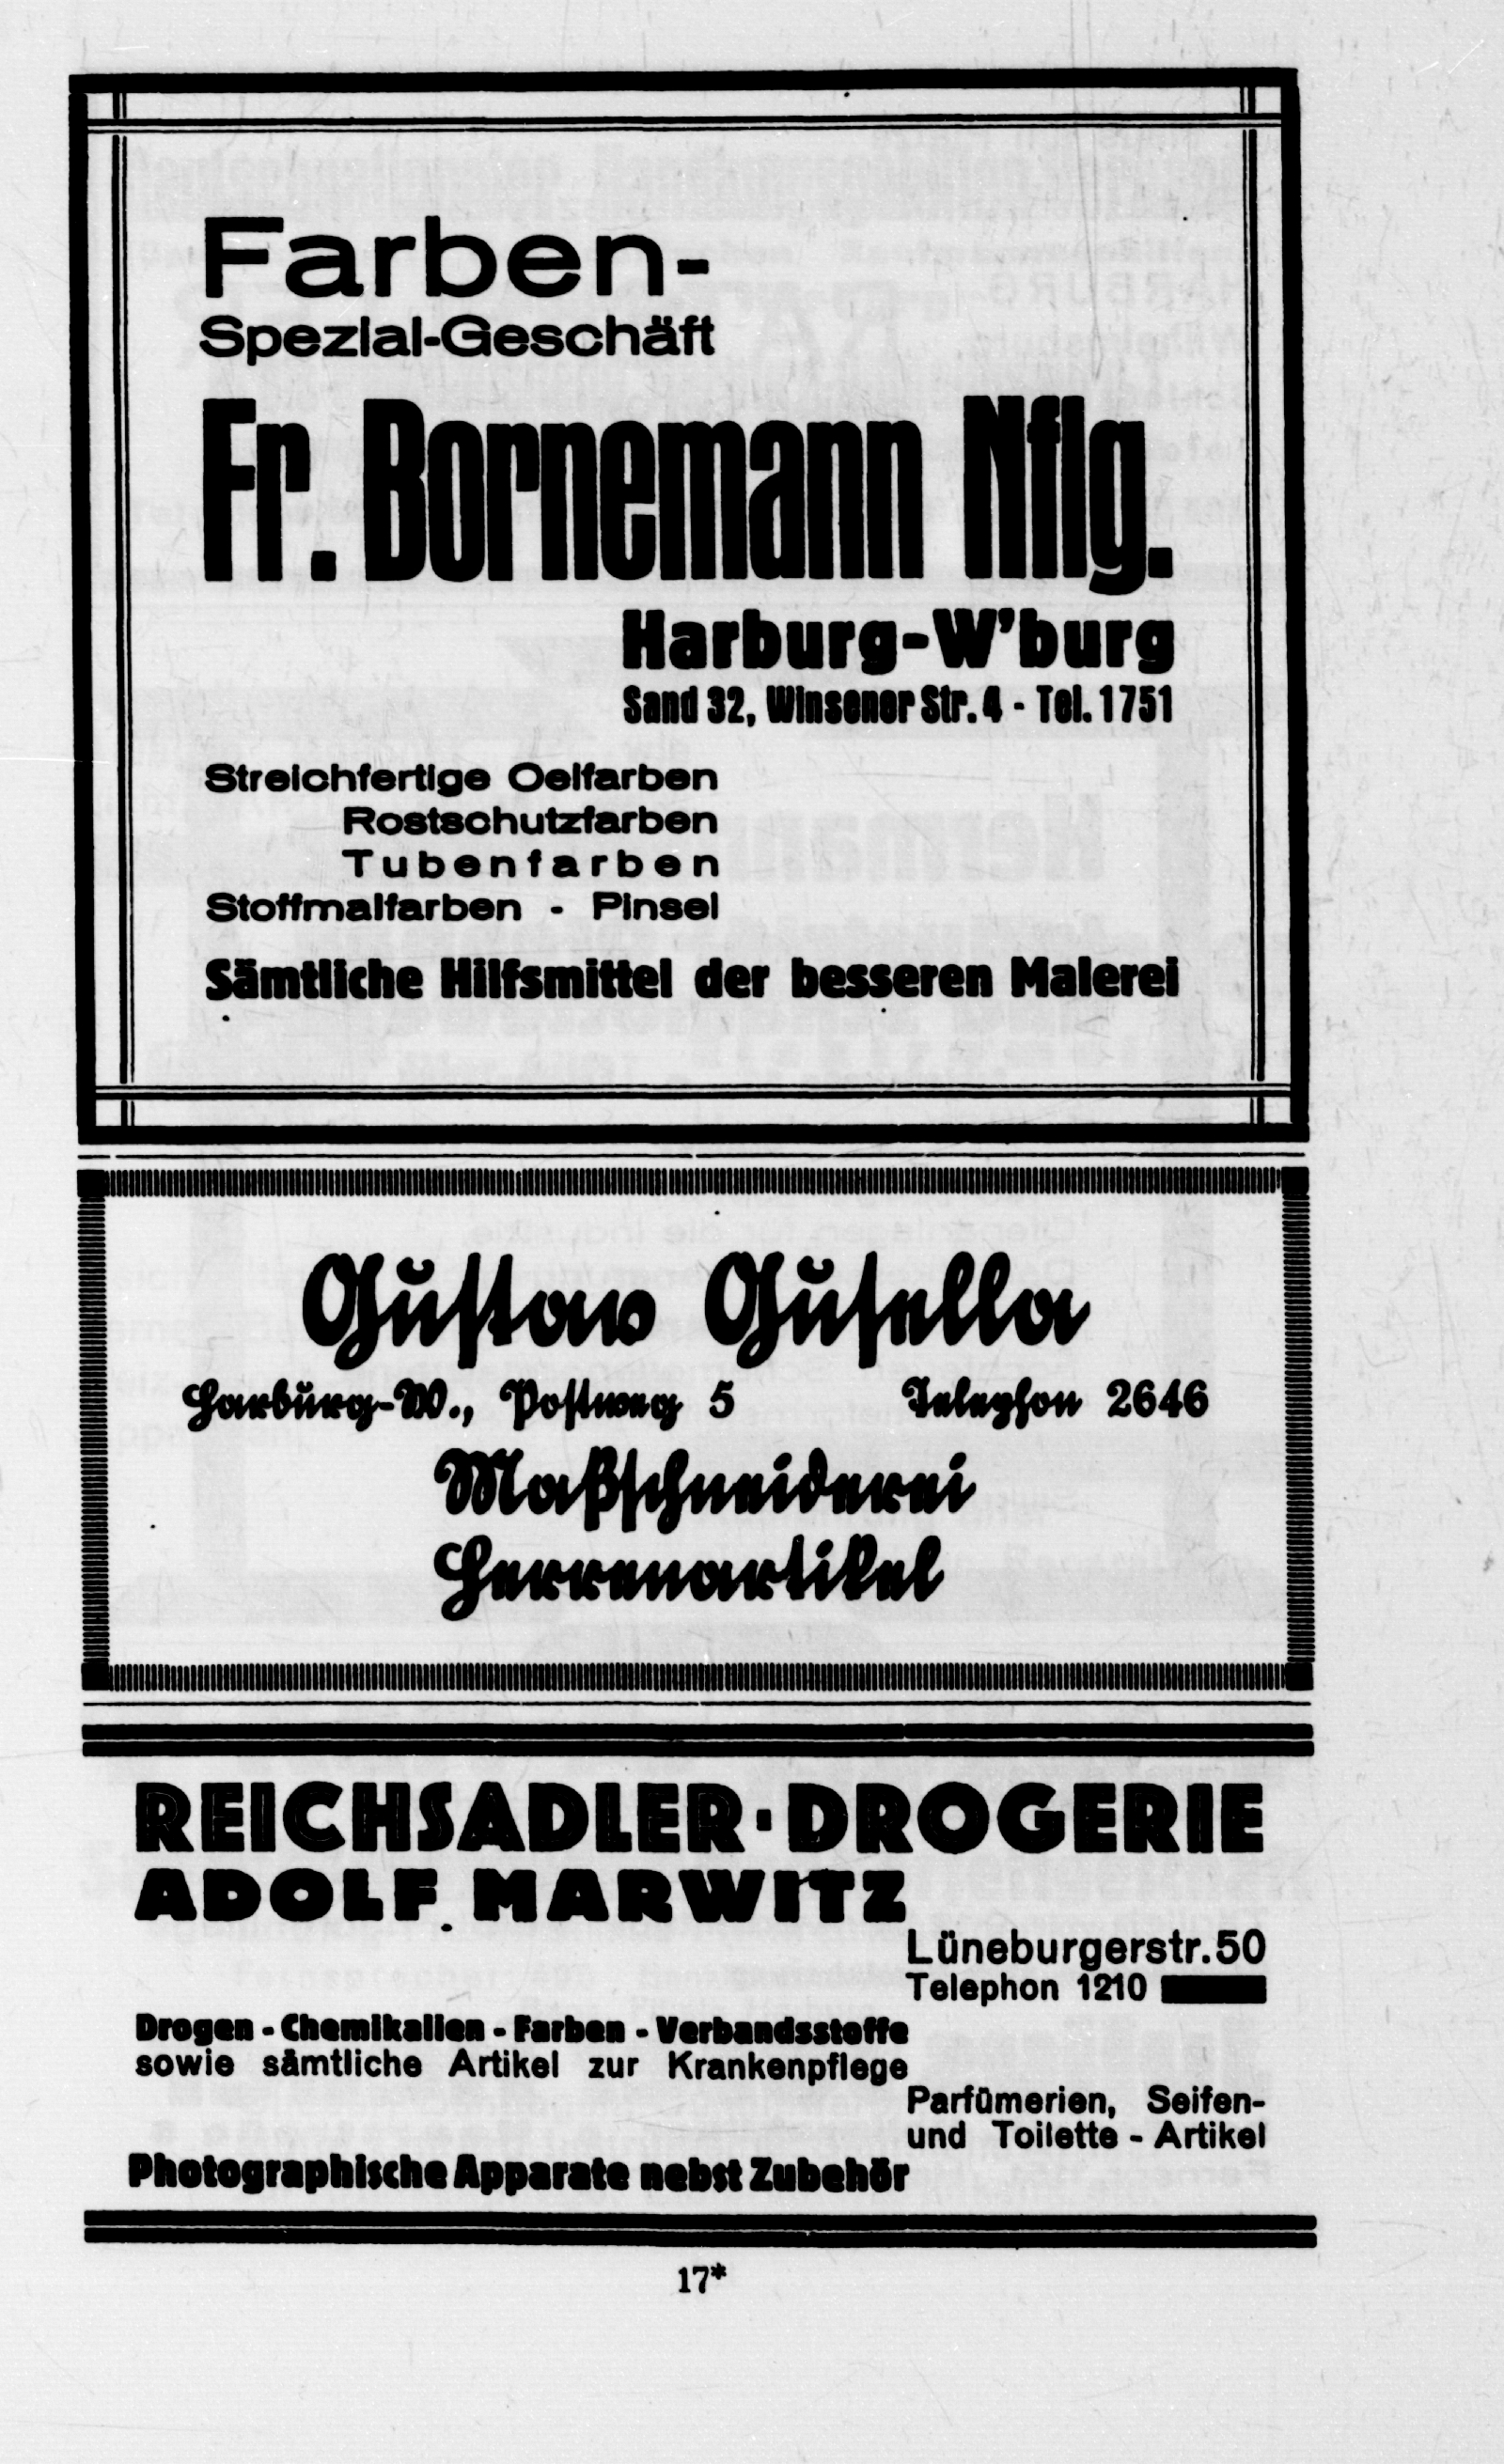 Farben-
Spezial-Geschäft
Fr. Bornemann Nflg.
Harburg-W'burg
Sand 32, Winsener Str. 4 - Tel. 1751
Streichfertige Oelfarben
Rostschutzfarben
Tubenfarben
Stoffmalfarben - Pinsel
Sämtliche Hilfsmittel der besseren Malerei
Gustav Gusella
Harburg-W., Postweg 5 Telephon 2646
Maßschneiderei
Herrenartikel
REICHSADLER·DROGERIE
ADOLF MARWITZ
Lüneburgerstr. 50
Telephon 1210
Drogen - Chemikalien - Farben - Verbandsstoffe
sowie sämtliche Artikel zur Krankenpflege
Parfümerien, Seifen-
und Toilette - Artikel
Photographische Apparate nebst Zubehör
17*